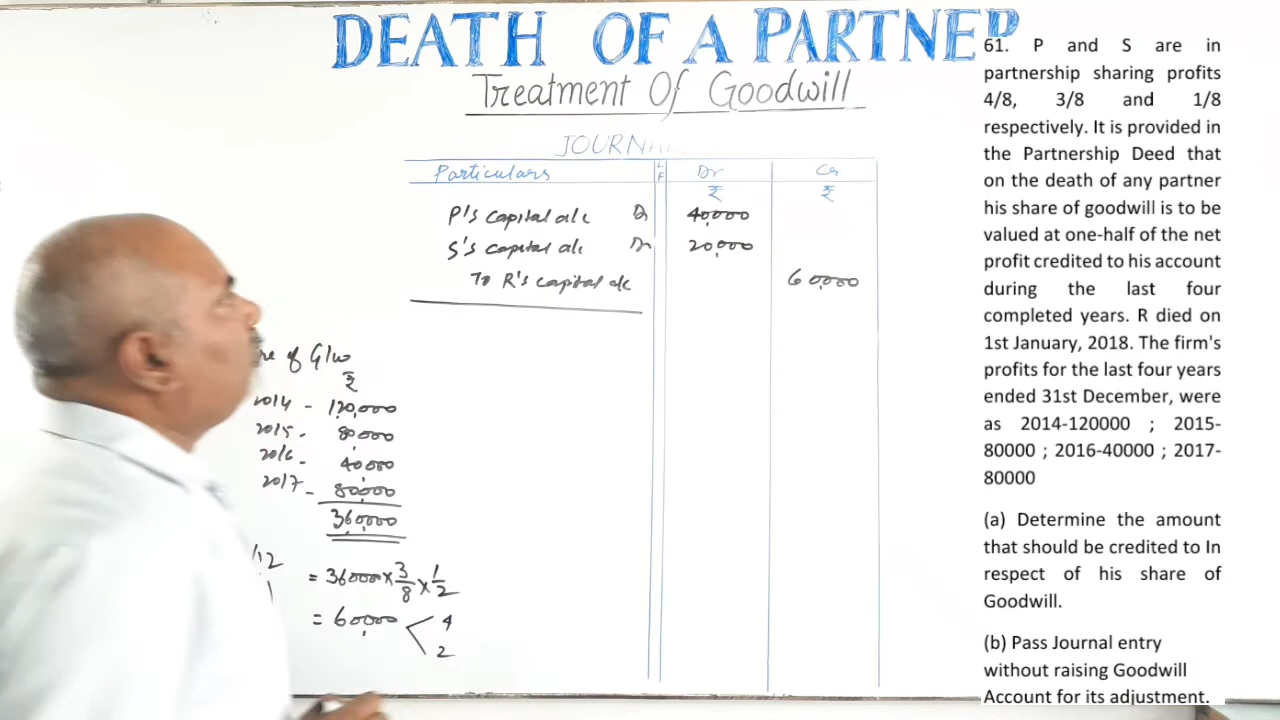 DEATH OF A PARTNER
Treatment Of Goodwill
JOURNA
Particulars L F Dr Cr
₹ ₹
P's capital a/c Dr 40,000
S's capital a/c Dr 20,000
To R's capital a/c 60,000
re of G/w
₹
2014 - 120,000
2015 - 80,000
2016 - 40,000
2017 - 80,000
360,000
/12
= 36000 × 3/8 × 1/2
= 60,000 < 4
2
61. P and S are in
partnership sharing profits
4/8, 3/8 and 1/8
respectively. It is provided in
the Partnership Deed that
on the death of any partner
his share of goodwill is to be
valued at one-half of the net
profit credited to his account
during the last four
completed years. R died on
1st January, 2018. The firm's
profits for the last four years
ended 31st December, were
as 2014-120000 ; 2015-
80000 ; 2016-40000 ; 2017-
80000
(a) Determine the amount
that should be credited to In
respect of his share of
Goodwill.
(b) Pass Journal entry
without raising Goodwill
Account for its adjustment.